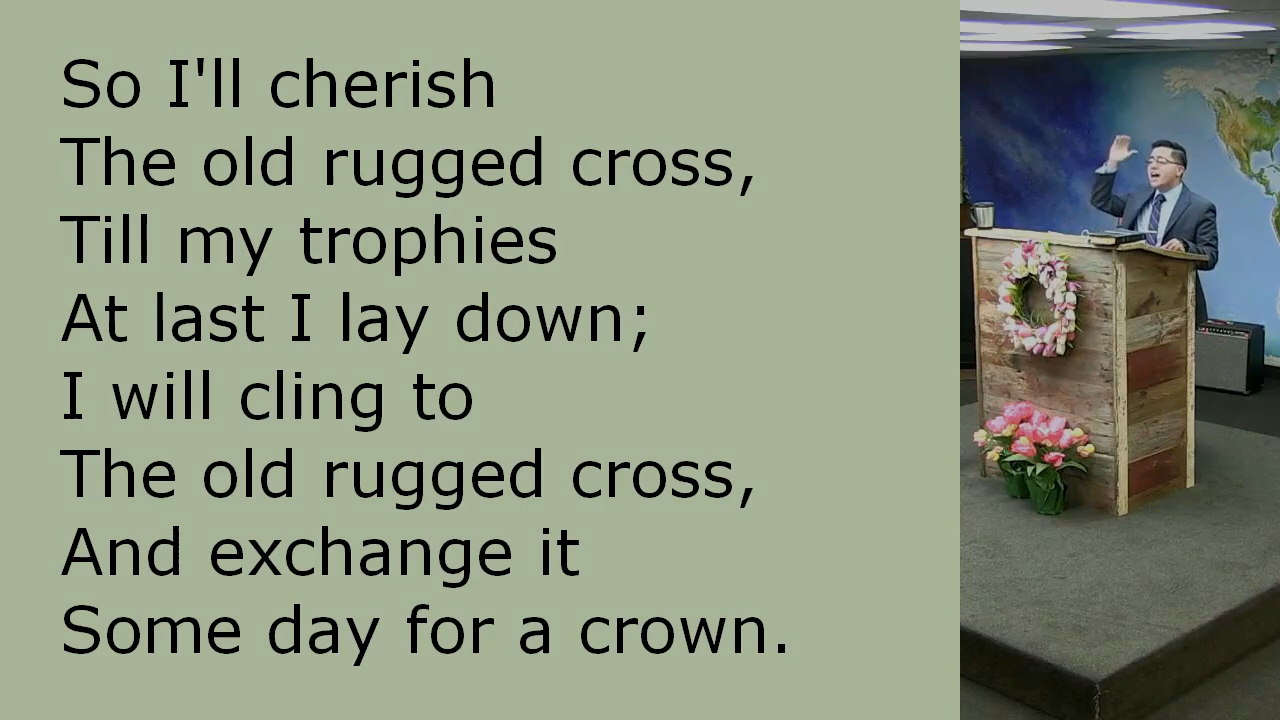 So I'll cherish
The old rugged cross,
Till my trophies
At last I lay down;
I will cling to
The old rugged cross,
And exchange it
Some day for a crown.